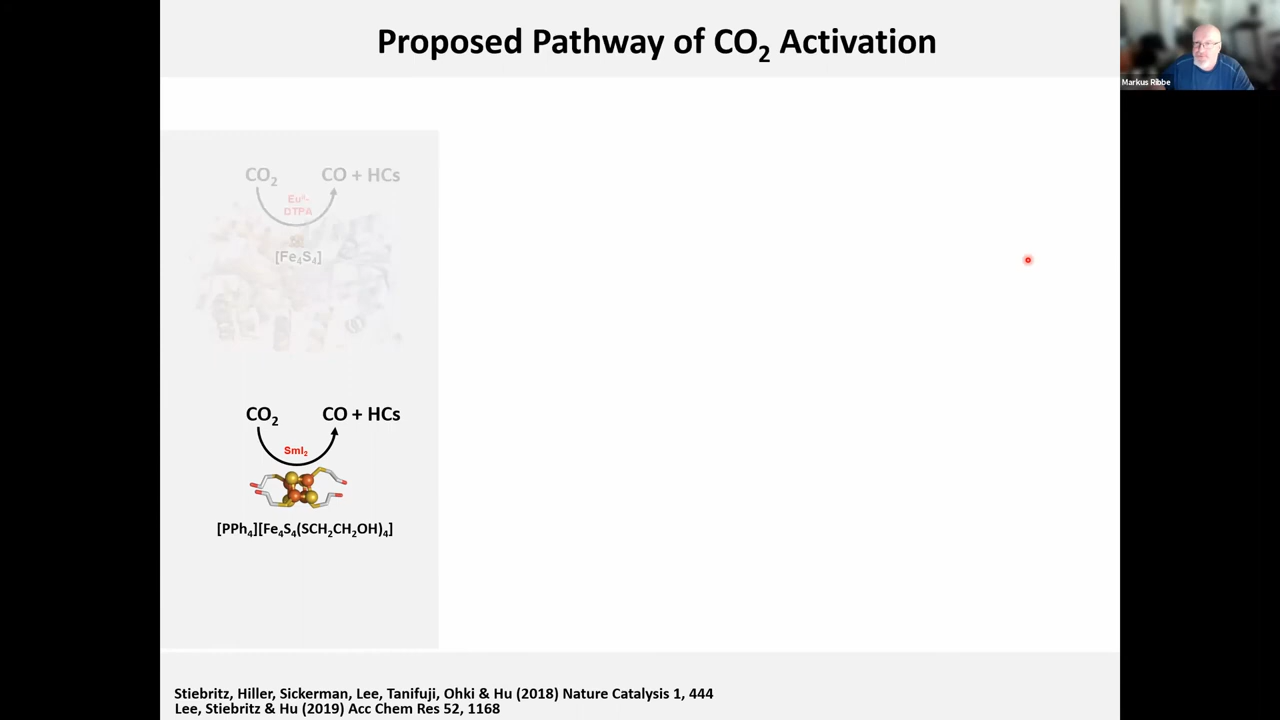 Proposed Pathway of CO₂ Activation
Markus Ribbe
CO₂ CO + HCs
Euᴵᴵ-
DTPA
[Fe₄S₄]
CO₂ CO + HCs
SmI₂
[PPh₄][Fe₄S₄(SCH₂CH₂OH)₄]
Stiebritz, Hiller, Sickerman, Lee, Tanifuji, Ohki & Hu (2018) Nature Catalysis 1, 444
Lee, Stiebritz & Hu (2019) Acc Chem Res 52, 1168